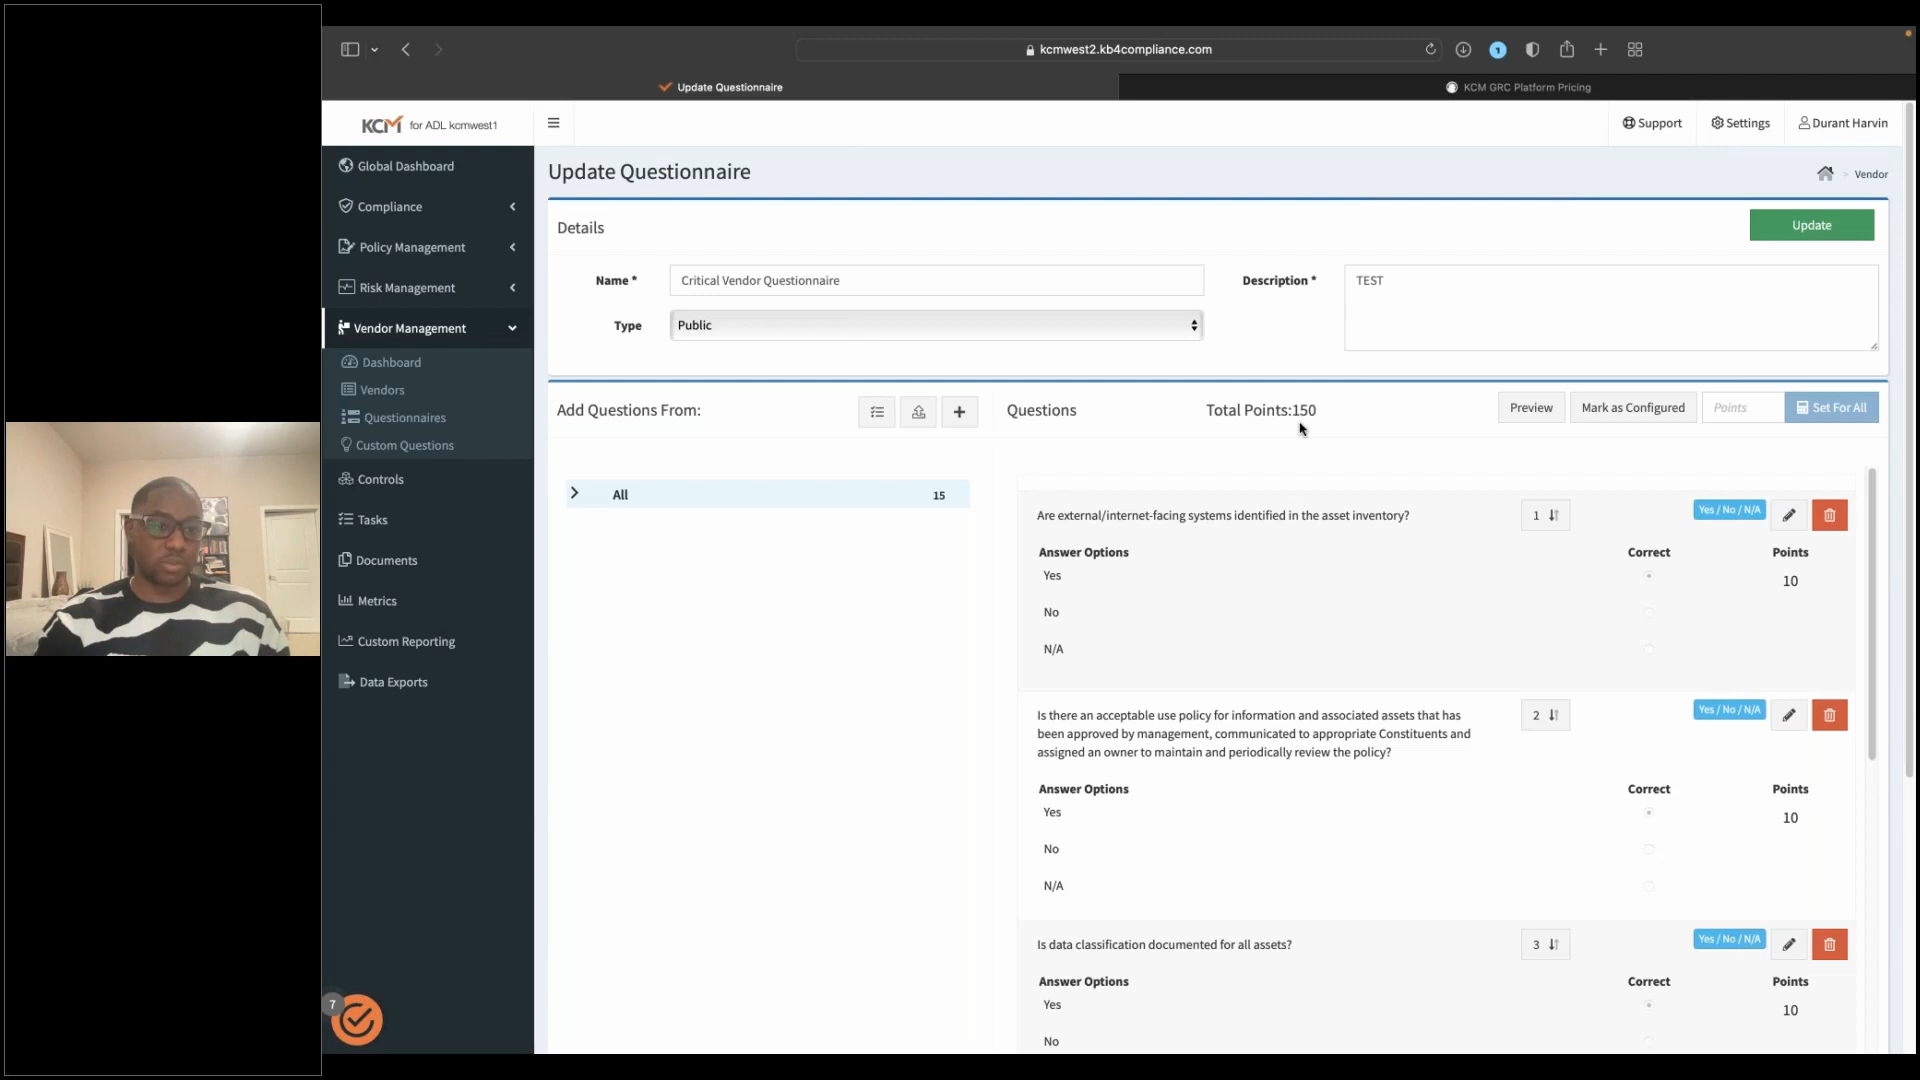 kcmwest2.kb4compliance.com
Update Questionnaire
KCM GRC Platform Pricing
KCM for ADL kcmwest1
Support
Settings
Durant Harvin
Global Dashboard
Compliance
Policy Management
Risk Management
Vendor Management
Dashboard
Vendors
Questionnaires
Custom Questions
Controls
Tasks
Documents
Metrics
Custom Reporting
Data Exports
7
Update Questionnaire
> Vendor
Details
Update
Name *
Critical Vendor Questionnaire
Description *
TEST
Type
Public
Add Questions From:
Questions
Total Points:150
Preview
Mark as Configured
Points
Set For All
All
15
Are external/internet-facing systems identified in the asset inventory?
1
Yes / No / N/A
Answer Options
Correct
Points
Yes
10
No
N/A
Is there an acceptable use policy for information and associated assets that has
been approved by management, communicated to appropriate Constituents and
assigned an owner to maintain and periodically review the policy?
2
Yes / No / N/A
Answer Options
Correct
Points
Yes
10
No
N/A
Is data classification documented for all assets?
3
Yes / No / N/A
Answer Options
Correct
Points
Yes
10
No